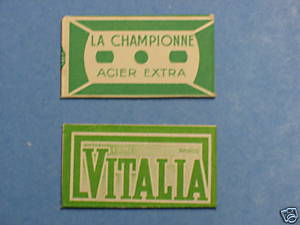 LA CHAMPIONNE
ACIER EXTRA
VITALIA